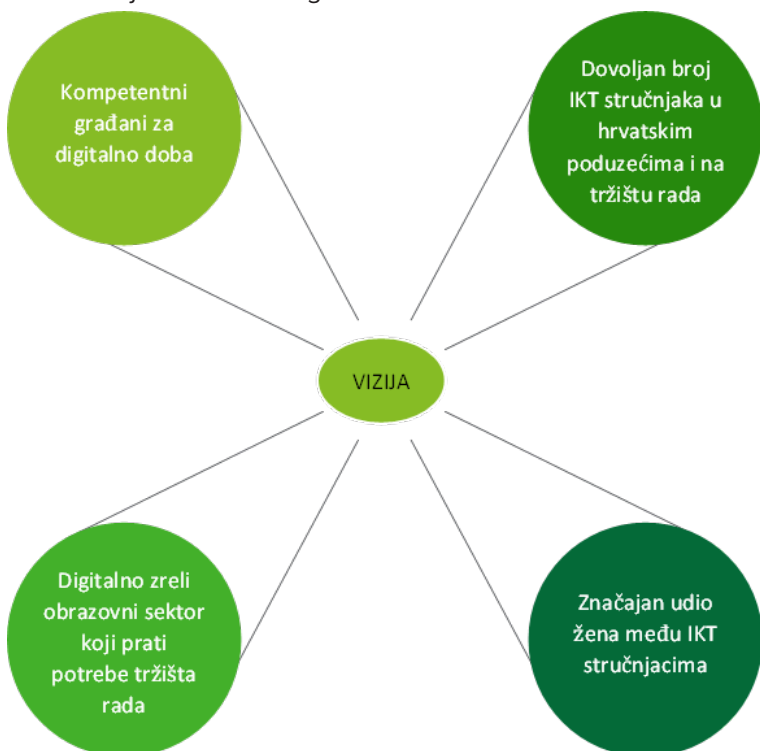 Kompetentni
građani za
digitalno doba
Dovoljan broj
IKT stručnjaka u
hrvatskim
poduzećima i na
tržištu rada
VIZIJA
Digitalno zreli
obrazovni sektor
koji prati
potrebe tržišta
rada
Značajan udio
žena među IKT
stručnjacima